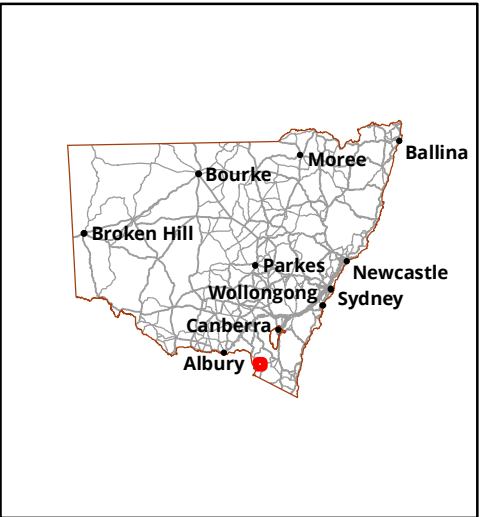 Ballina
Moree
Bourke
Broken Hill
Parkes
Newcastle
Wollongong
Sydney
Canberra
Albury